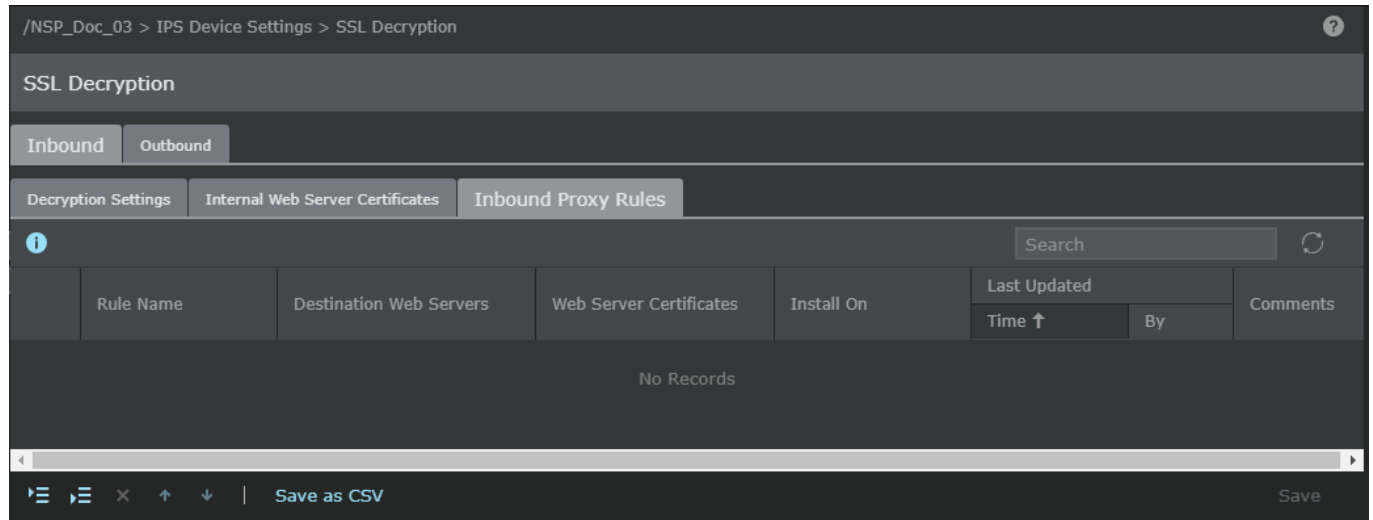 /NSP_Doc_03 > IPS Device Settings > SSL Decryption
SSL Decryption
Inbound Outbound
Decryption Settings Internal Web Server Certificates Inbound Proxy Rules
Search
Rule Name Destination Web Servers Web Server Certificates Install On Last Updated Comments
Time ↑ By
No Records
Save as CSV Save